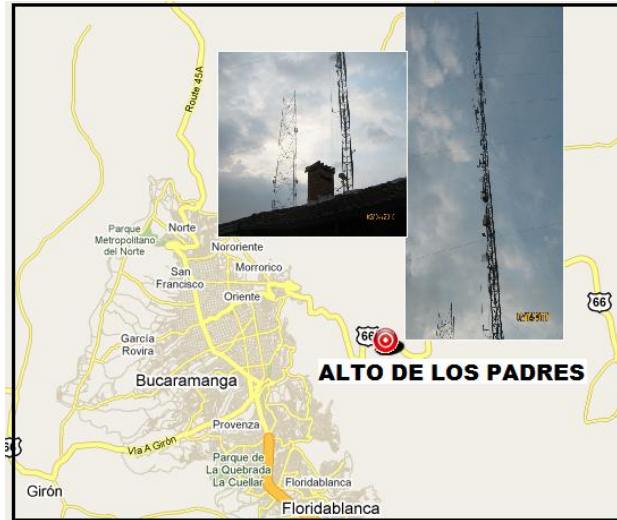 Route 45A
Parque
Metropolitano
del Norte
Norte
Nororiente
San
Francisco
Morrorico
Oriente
García
Rovira
66
66
ALTO DE LOS PADRES
Bucaramanga
Provenza
Vía A Girón
66
Parque de
La Quebrada
La Cuellar
Floridablanca
Girón
Floridablanca